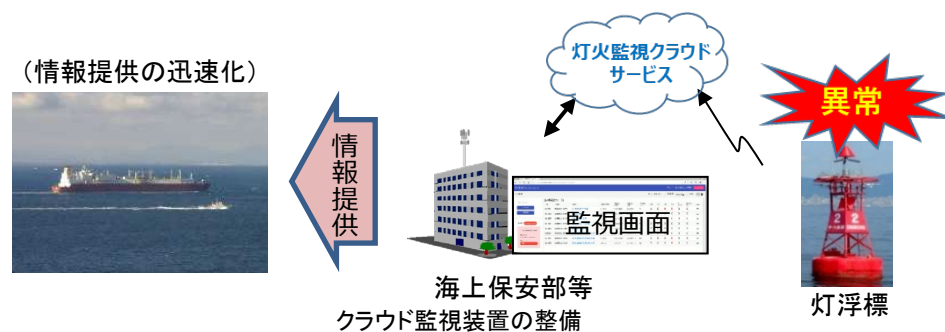 （情報提供の迅速化）
情報提供
灯火監視クラウド
サービス
異常
監視画面
海上保安部等
クラウド監視装置の整備
2 2
灯浮標